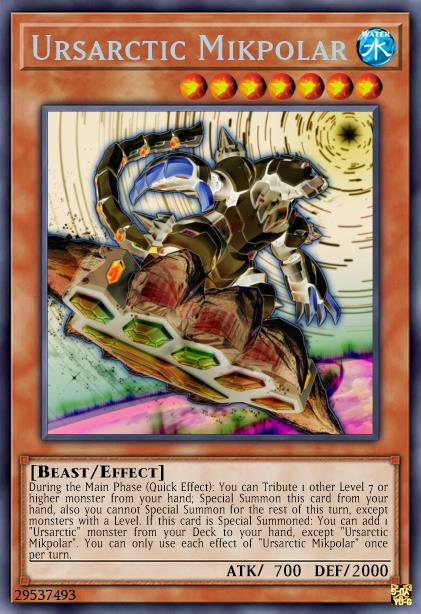 Ursarctic Mikpolar
WATER
水
[Beast/Effect]
During the Main Phase (Quick Effect): You can Tribute 1 other Level 7 or
higher monster from your hand; Special Summon this card from your
hand, also you cannot Special Summon for the rest of this turn, except
monsters with a Level. If this card is Special Summoned: You can add 1
"Ursarctic" monster from your Deck to your hand, except "Ursarctic
Mikpolar". You can only use each effect of "Ursarctic Mikpolar" once
per turn.
ATK/ 700 DEF/2000
29537493